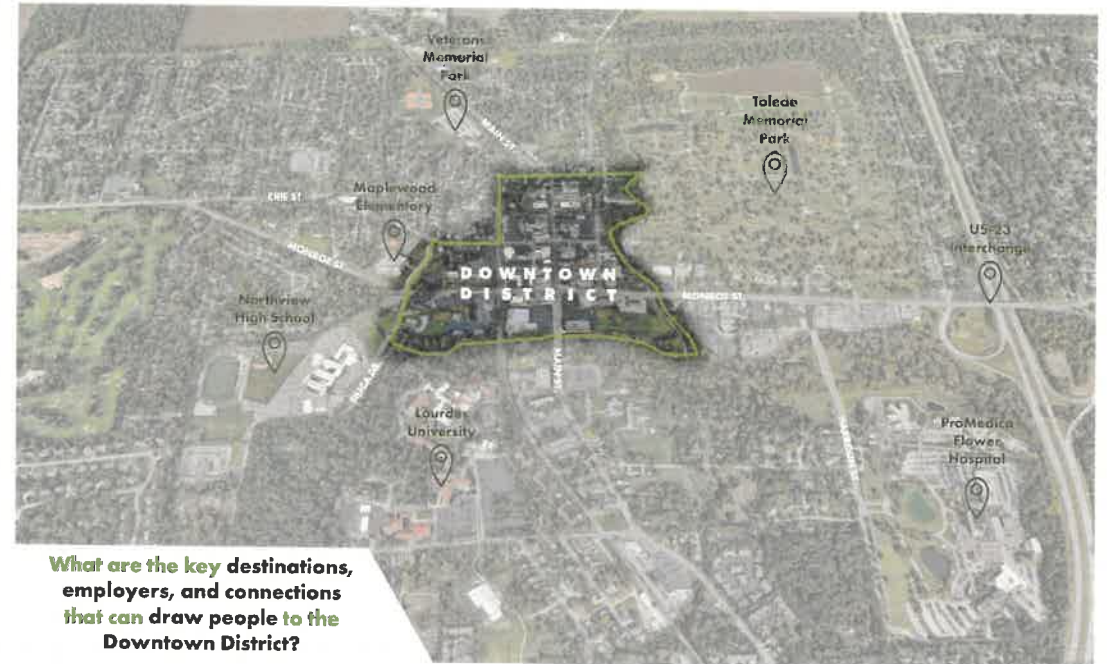 Veterans
Memorial
Park
MAIN ST.
Toledo
Memorial
Park
ERIE ST.
Maplewood
Elementary
MONROE ST.
US-23
Interchange
DOWNTOWN
DISTRICT
MONROE ST.
Northview
High School
MAIN ST.
Lourdes
University
ProMedica
Flower
Hospital
What are the key destinations,
employers, and connections
that can draw people to the
Downtown District?